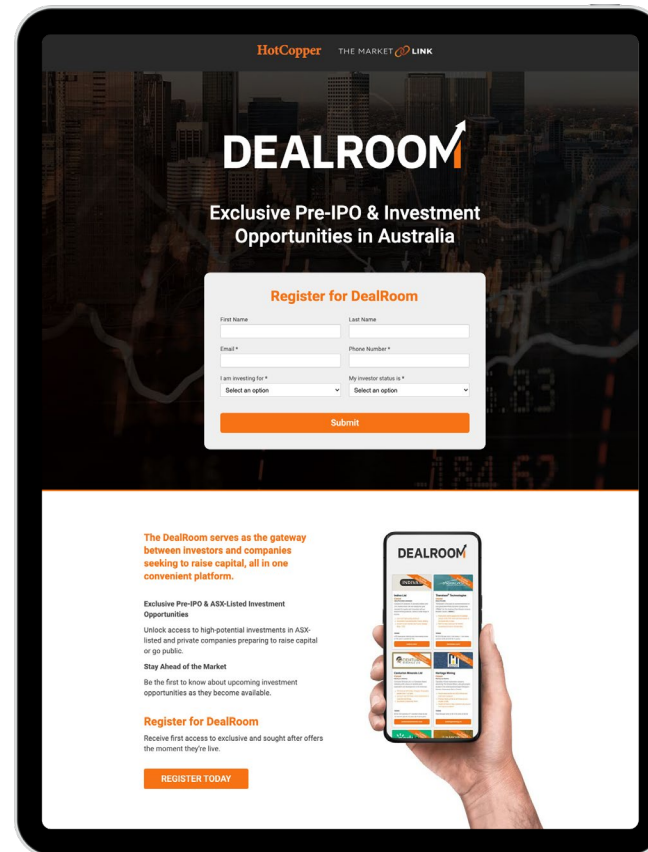 HotCopper THE MARKET LINK
DEALROOM
Exclusive Pre-IPO & Investment
Opportunities in Australia
Register for DealRoom
First Name Last Name
Email * Phone Number *
I am investing for * My investor status is *
Select an option Select an option
Submit
184.62
The DealRoom serves as the gateway
between investors and companies
seeking to raise capital, all in one
convenient platform.
Exclusive Pre-IPO & ASX-Listed Investment
Opportunities
Unlock access to high-potential investments in ASX-
listed and private companies preparing to raise capital
or go public.
Stay Ahead of the Market
Be the first to know about upcoming investment
opportunities as they become available.
Register for DealRoom
Receive first access to exclusive and sought after offers
the moment they're live.
REGISTER TODAY
DEALROOM